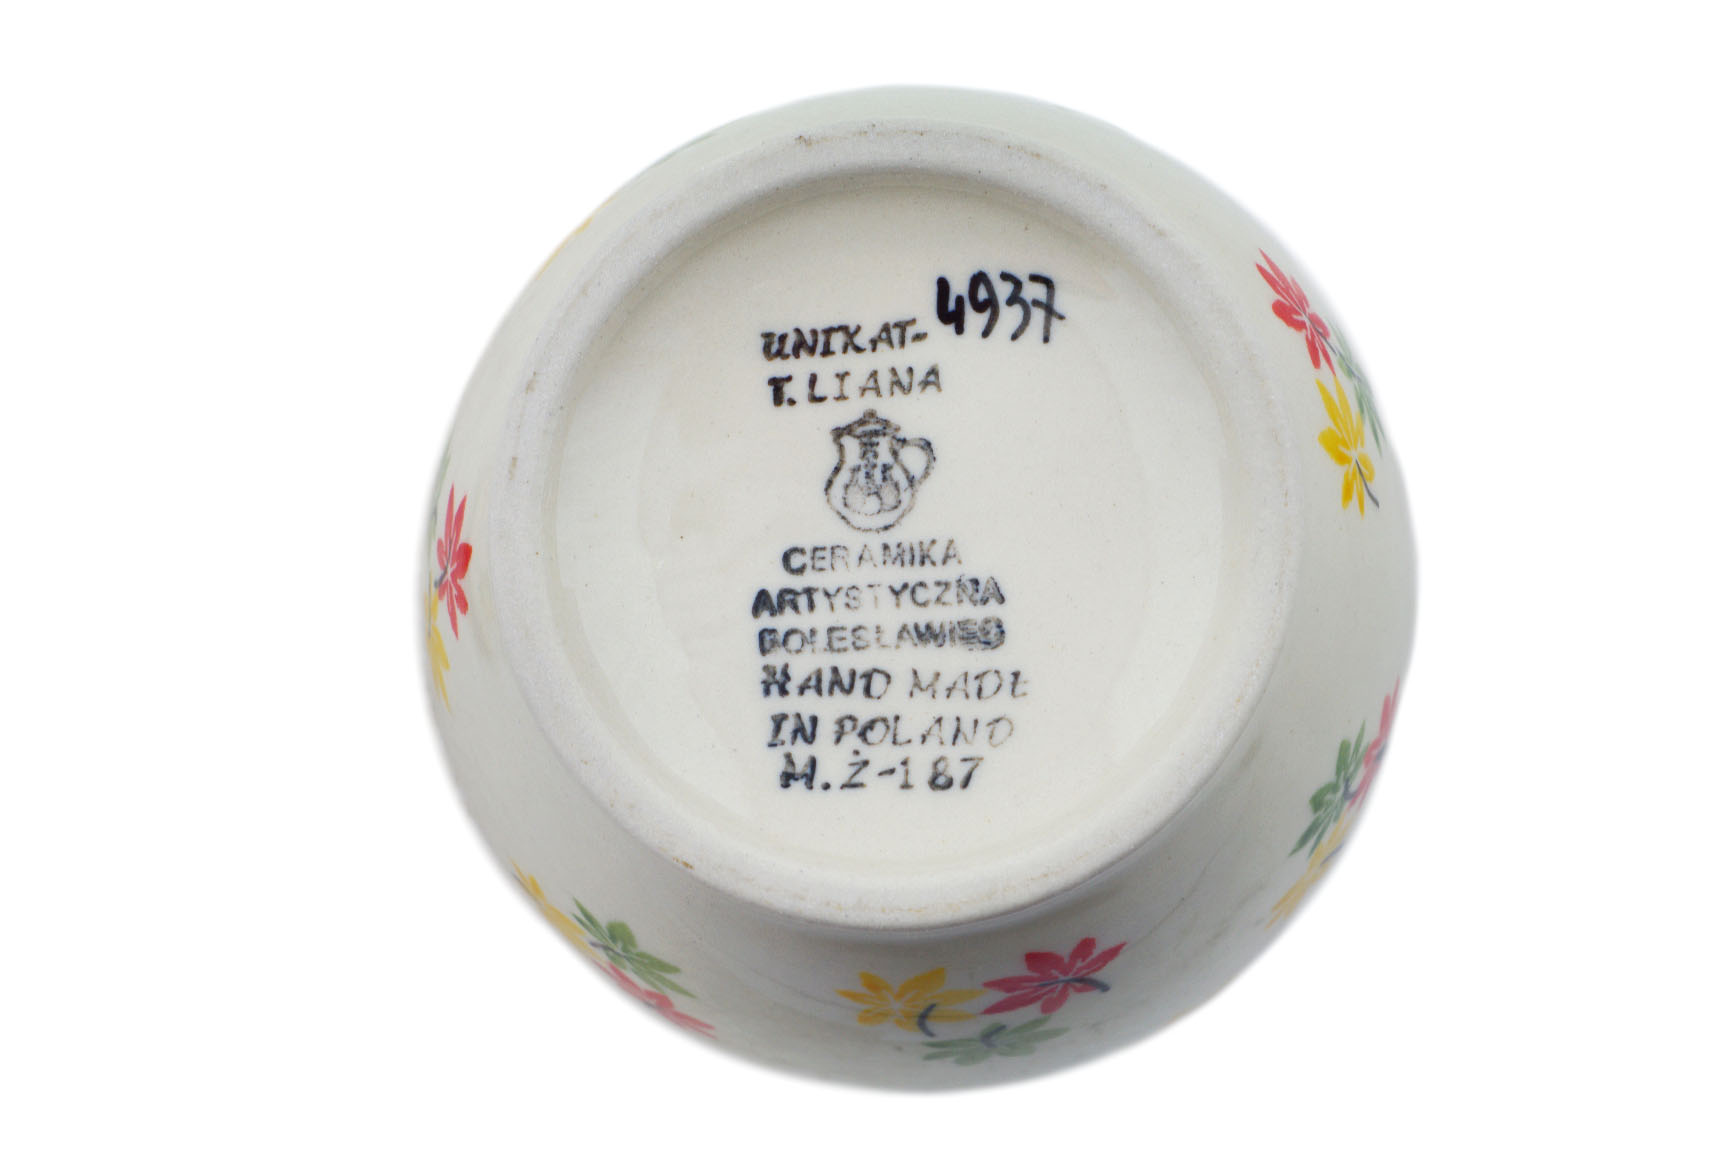 UNIKAT-4937
T. LIANA
CERAMIKA
ARTYSTYCZNA
BOLESŁAWIEC
HAND MADE
IN POLAND
M.Ż-187